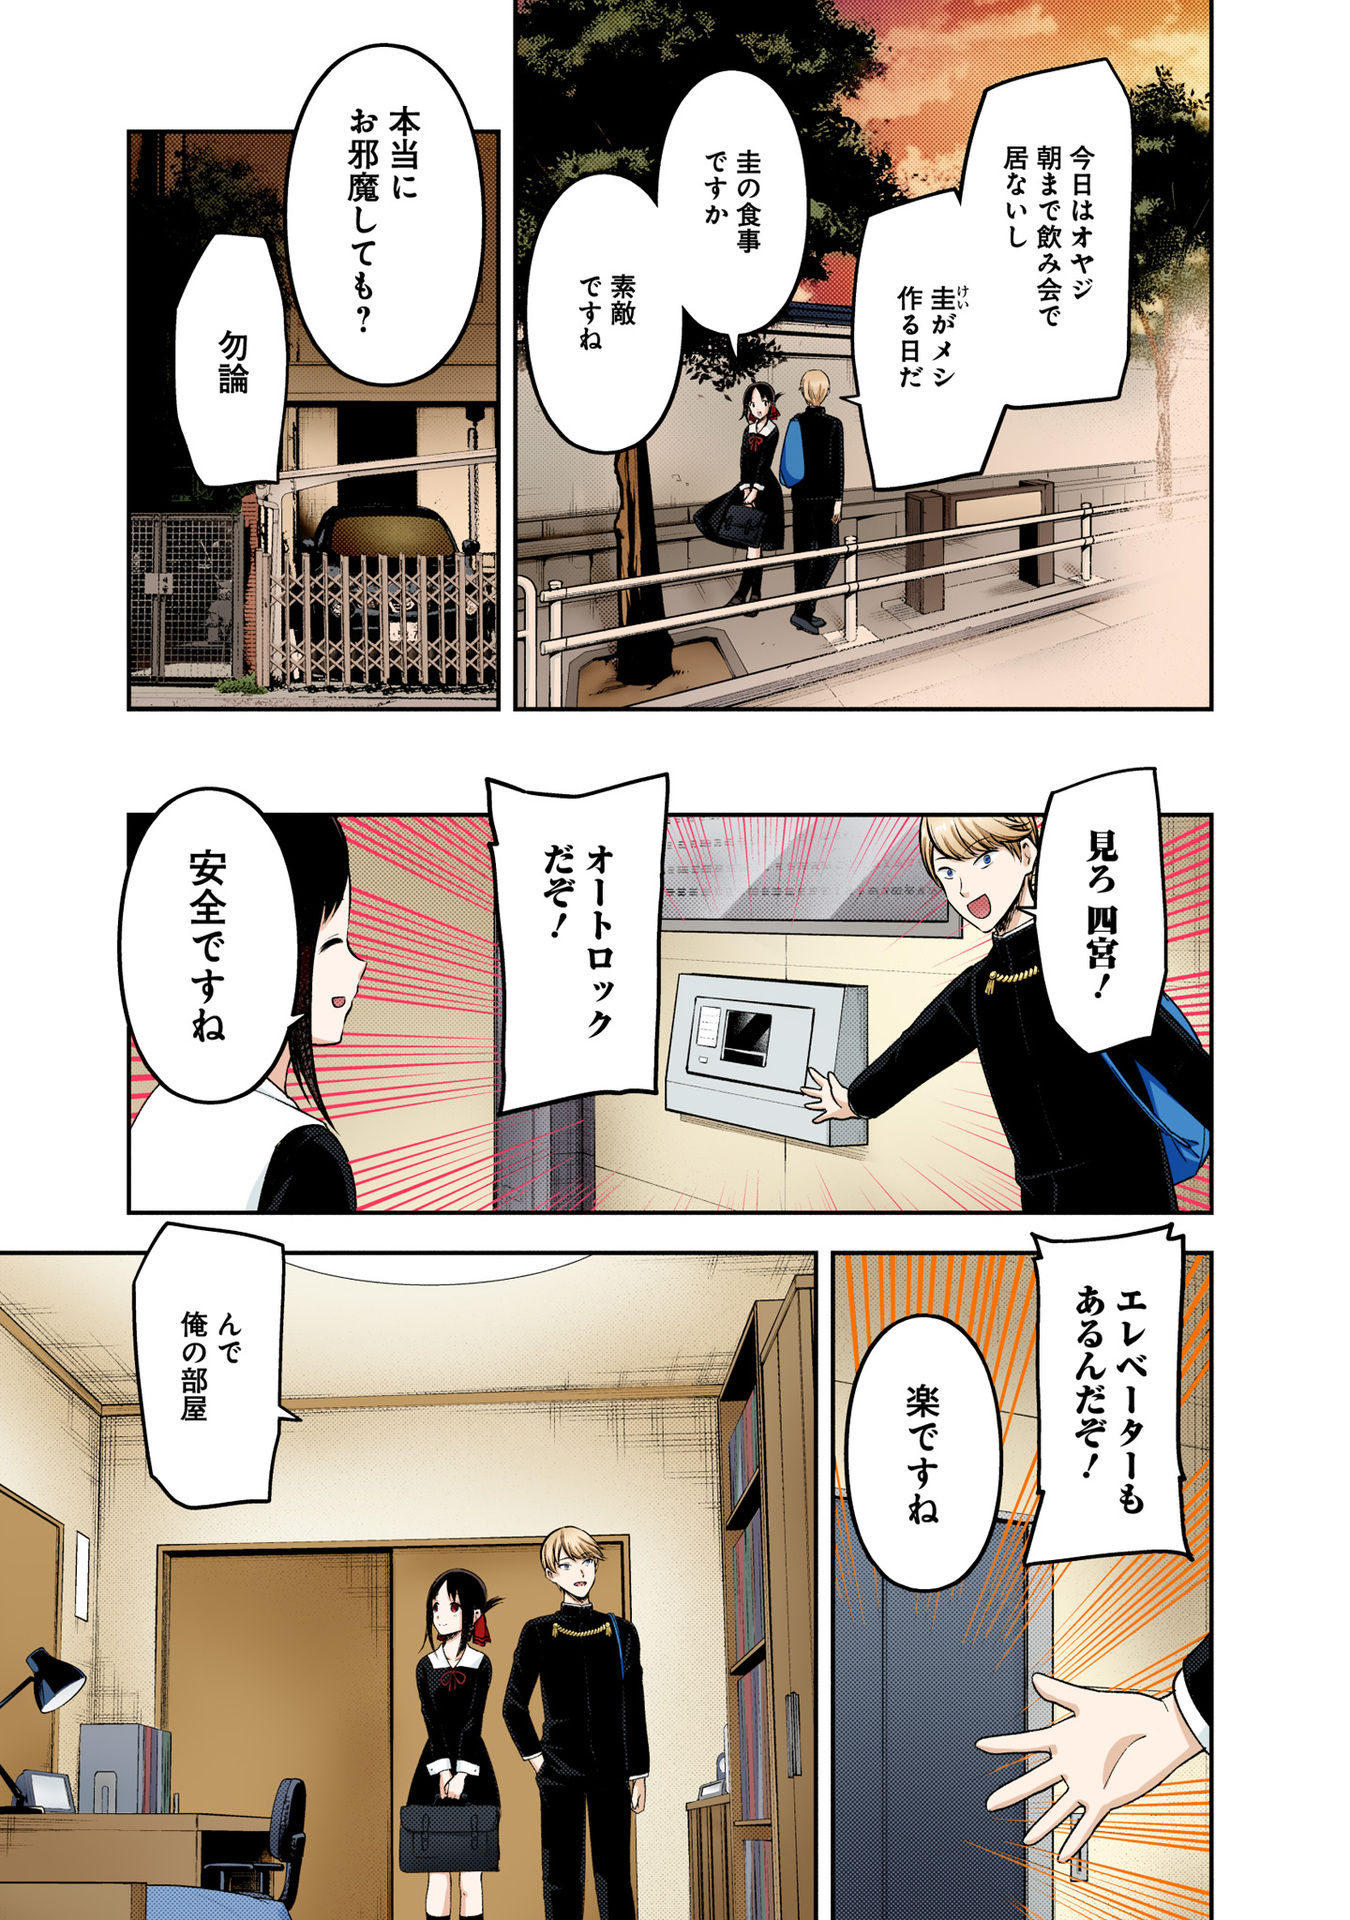 今日はオヤジ
朝まで飲み会で
居ないし
圭がメシ
けい
作る日だ
圭の食事
ですか
素敵
ですね
本当に
お邪魔しても?
勿論
見ろ 四宮!
オートロック
だぞ!
安全ですね
エレベーターも
あるんだぞ!
楽ですね
んで
俺の部屋